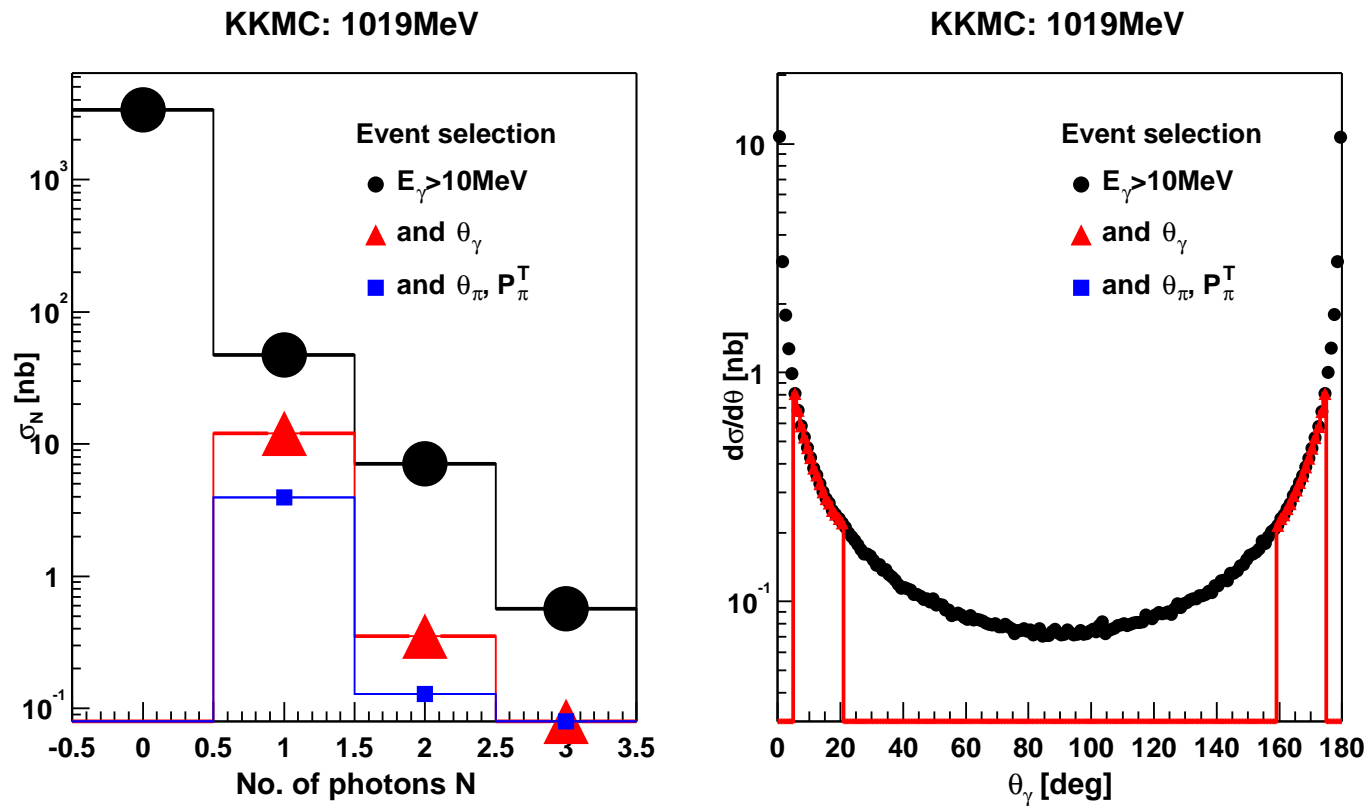 KKMC: 1019MeV
σN [nb]
10³
10²
10
1
10⁻¹
Event selection
Eγ>10MeV
and θγ
and θπ, Pπᵀ
-0.5 0 0.5 1 1.5 2 2.5 3 3.5
No. of photons N
KKMC: 1019MeV
dσ/dθ [nb]
10
1
10⁻¹
Event selection
Eγ>10MeV
and θγ
and θπ, Pπᵀ
0 20 40 60 80 100 120 140 160 180
θγ [deg]